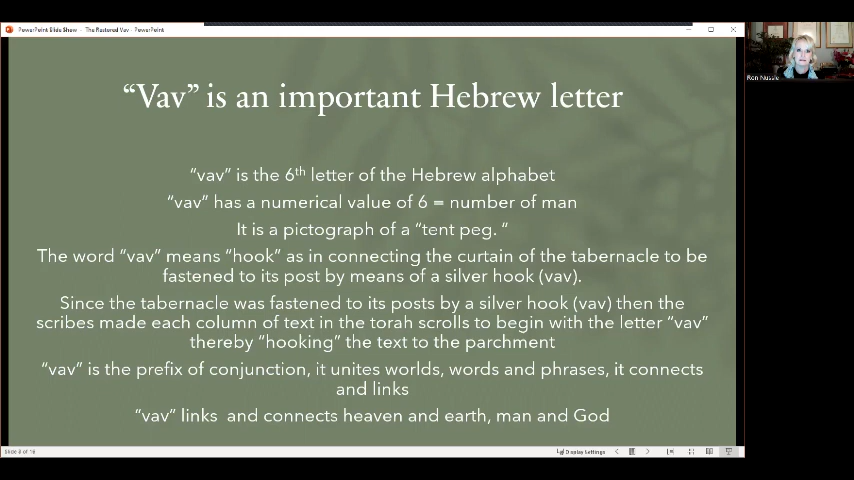 PowerPoint Slide Show - The Restored Vav - PowerPoint
“Vav” is an important Hebrew letter
Ron Nussle
“vav” is the 6th letter of the Hebrew alphabet
“vav” has a numerical value of 6 = number of man
It is a pictograph of a “tent peg. ”
The word “vav” means “hook” as in connecting the curtain of the tabernacle to be
fastened to its post by means of a silver hook (vav).
Since the tabernacle was fastened to its posts by a silver hook (vav) then the
scribes made each column of text in the torah scrolls to begin with the letter “vav”
thereby “hooking” the text to the parchment
“vav” is the prefix of conjunction, it unites worlds, words and phrases, it connects
and links
“vav” links and connects heaven and earth, man and God
Slide 8 of 16
Display Settings